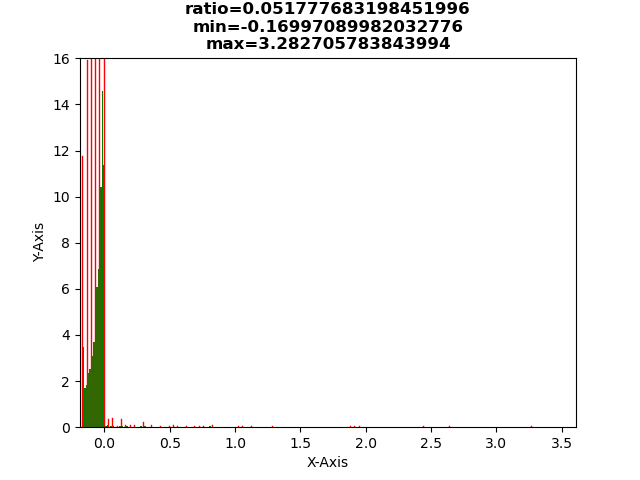 ratio=0.051777683198451996
min=-0.16997089982032776
max=3.282705783843994
16
14
12
10
8
6
4
2
0
Y-Axis
0.0 0.5 1.0 1.5 2.0 2.5 3.0 3.5
X-Axis